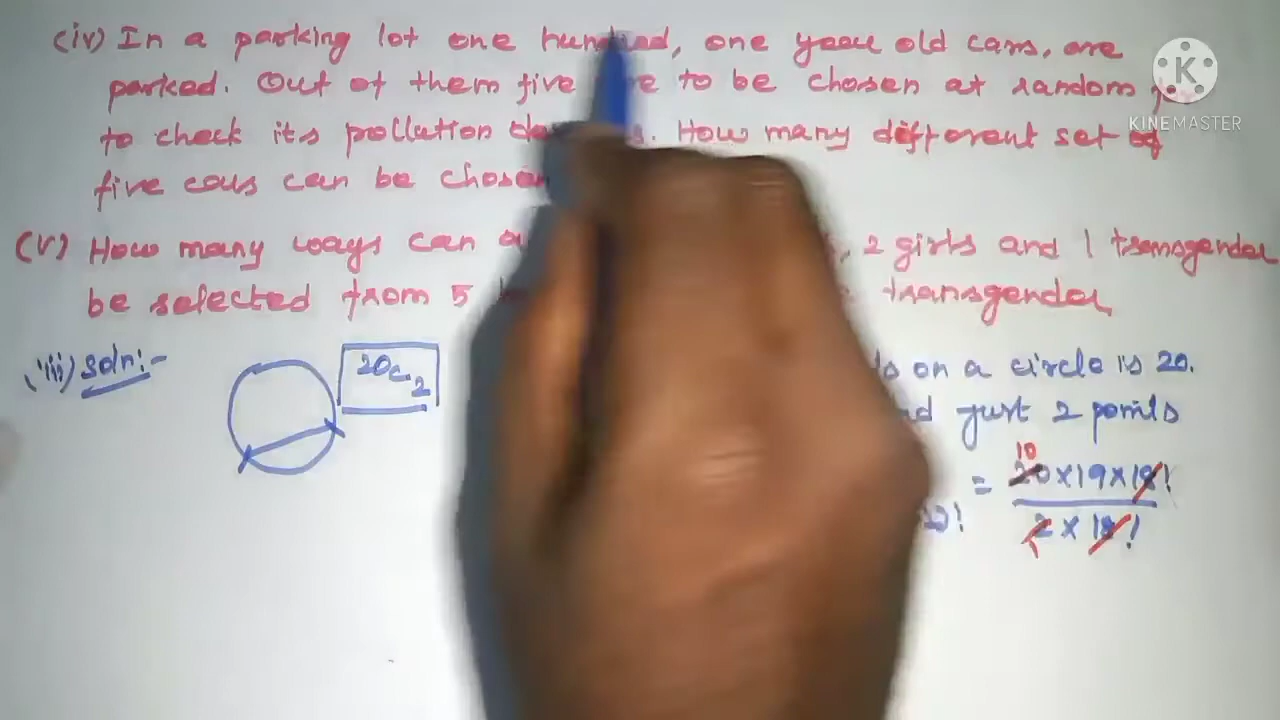 (iv) In a parking lot one hundred, one year old cars, are
parked. Out of them five to be chosen at random
to check its pollution How many different set of
five cars can be chosen
(v) How many ways can a 2 girls and 1 transgender
be selected from 5 transgender
(iii) Soln:-
20C2
on a circle is 20.
just 2 points
10
= 20×19×18!
2 × 18!
K
KINEMASTER